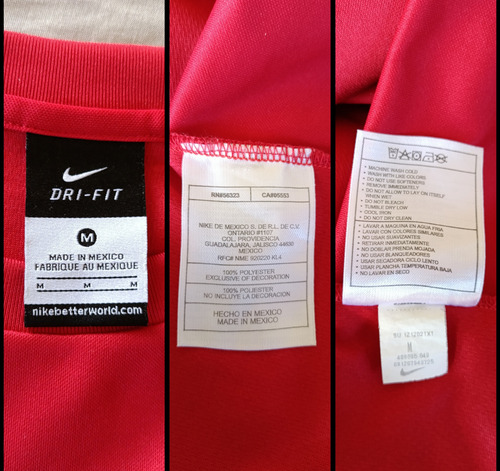 DRI-FIT
M
MADE IN MEXICO
FABRIQUE AU MEXIQUE
M M M
nikebetterworld.com
RN#56323 CA#05553
NIKE DE MEXICO S. DE R.L. DE C.V.
ONTARIO #1107
COL. PROVIDENCIA
GUADALAJARA, JALISCO 44630
MEXICO
RFC# NME 920220 KL4
100% POLYESTER
EXCLUSIVE OF DECORATION
100% POLIESTER
NO INCLUYE LA DECORACION
HECHO EN MEXICO
MADE IN MEXICO
• MACHINE WASH COLD
• WASH WITH LIKE COLORS
• DO NOT USE SOFTENERS
• REMOVE IMMEDIATELY
• DO NOT ALLOW TO LAY ON ITSELF
WHEN WET
• DO NOT BLEACH
• TUMBLE DRY LOW
• COOL IRON
• DO NOT DRY CLEAN
• LAVAR A MAQUINA EN AGUA FRIA
• LAVAR CON COLORES SIMILARES
• NO USAR SUAVIZANTES
• RETIRAR INMEDIATAMENTE
• NO DOBLAR PRENDA MOJADA
• NO USAR BLANQUEADORES
• USAR SECADORA CICLO LENTO
• USAR PLANCHA TEMPERATURA BAJA
• NO LAVAR EN SECO
M